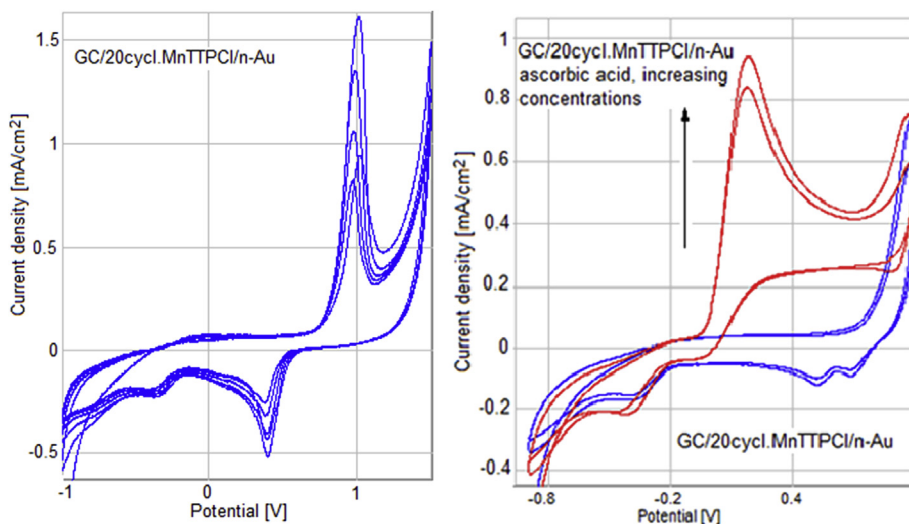 GC/20cycl.MnTTPCl/n-Au
1.5
1
0.5
0
-0.5
-1
0
1
Potential [V]
Current density [mA/cm²]
GC/20cycl.MnTTPCl/n-Au
ascorbic acid, increasing
concentrations
1
0.8
0.6
0.4
0.2
0
-0.2
-0.4
GC/20cycl.MnTTPCl/n-Au
-0.8
-0.2
0.4
Potential [V]
Current density [mA/cm²]